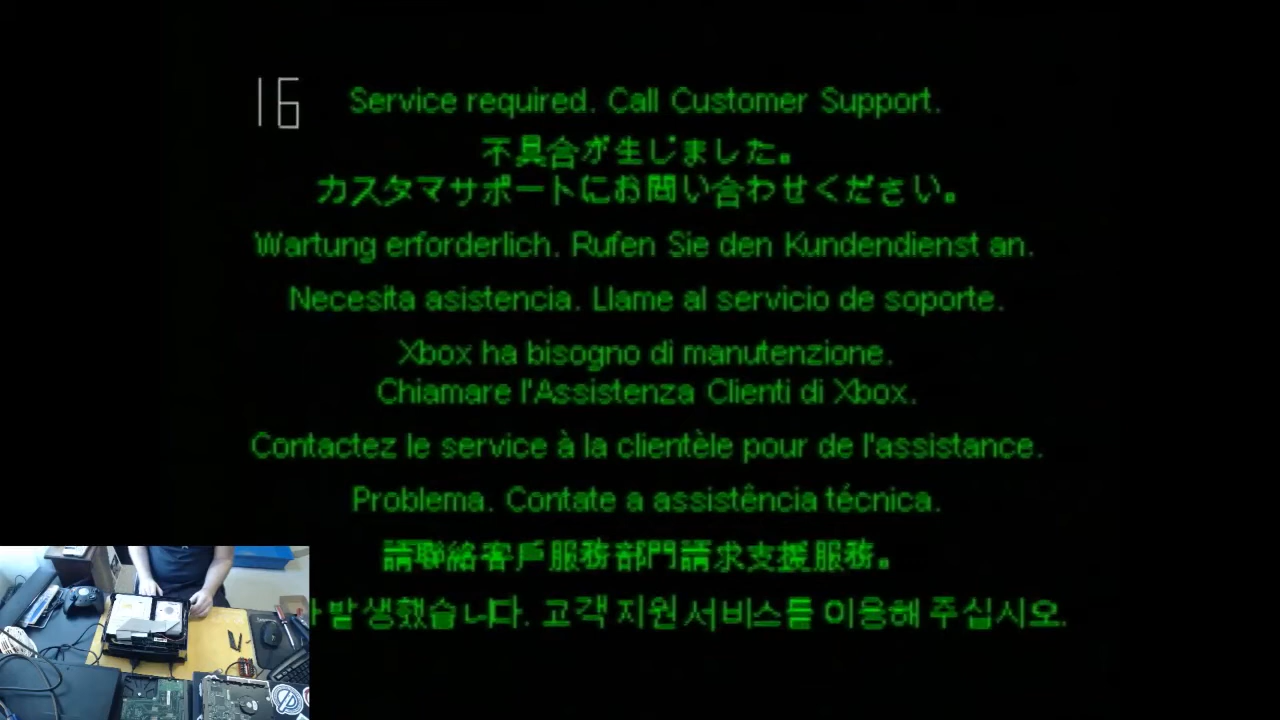 16
Service required. Call Customer Support.
不具合が生じました。
カスタマサポートにお問い合わせください。
Wartung erforderlich. Rufen Sie den Kundendienst an.
Necesita asistencia. Llame al servicio de soporte.
Xbox ha bisogno di manutenzione.
Chiamare l'Assistenza Clienti di Xbox.
Contactez le service à la clientèle pour de l'assistance.
Problema. Contate a assistência técnica.
請聯絡客戶服務部門請求支援服務。
발생했습니다. 고객 지원 서비스를 이용해 주십시오.